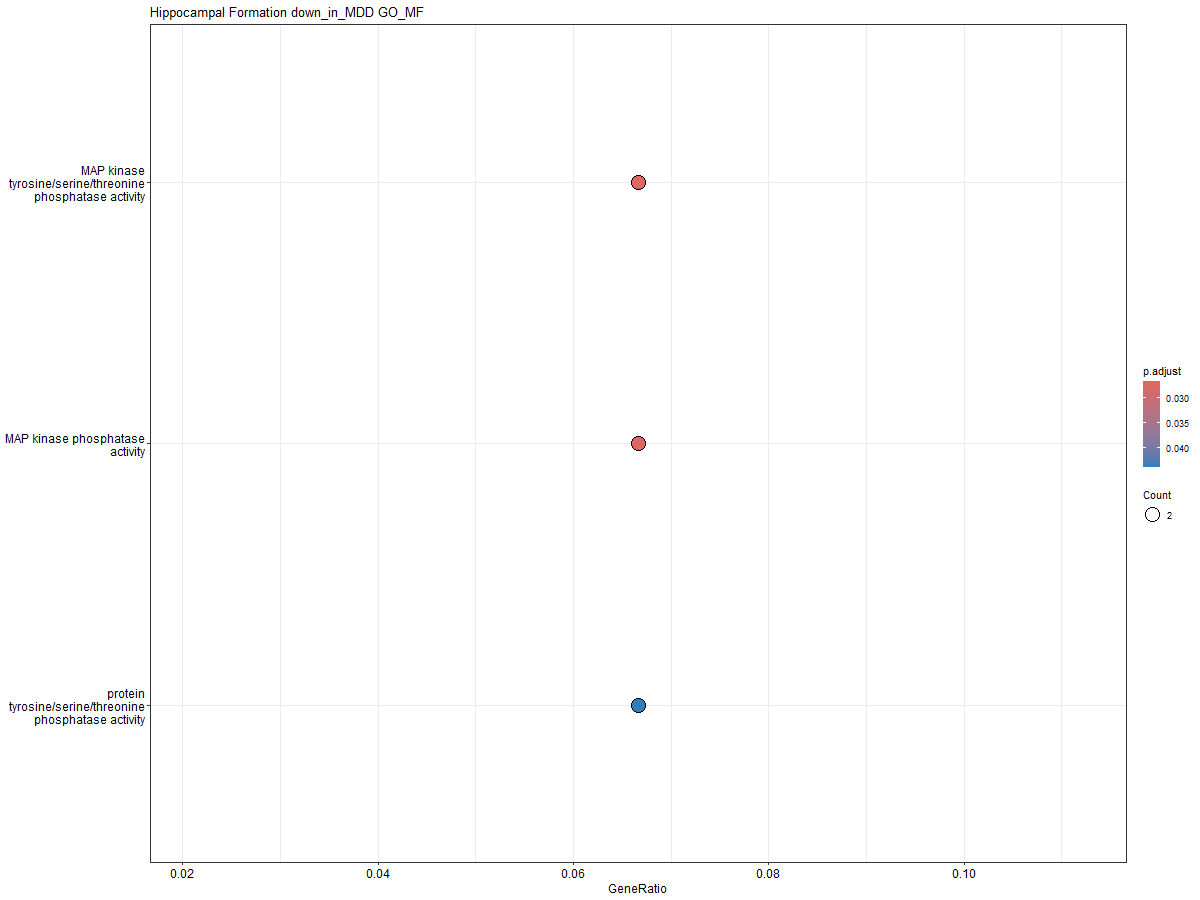 Hippocampal Formation down_in_MDD GO_MF
MAP kinase
tyrosine/serine/threonine
phosphatase activity
MAP kinase phosphatase
activity
protein
tyrosine/serine/threonine
phosphatase activity
0.02
0.04
0.06
0.08
0.10
GeneRatio
p.adjust
0.030
0.035
0.040
Count
2